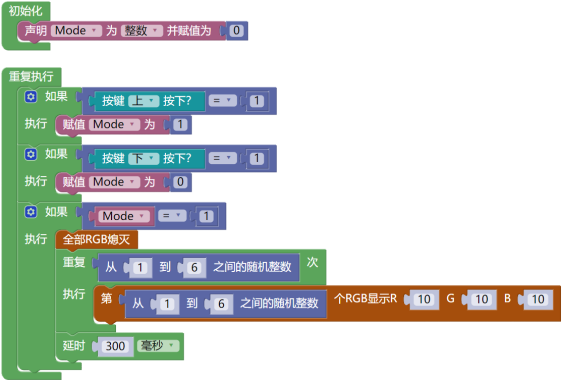 初始化
声明 Mode 为 整数 并赋值为 0
重复执行
如果 按键 上 按下? = 1
执行 赋值 Mode 为 1
如果 按键 下 按下? = 1
执行 赋值 Mode 为 0
如果 Mode = 1
执行 全部RGB熄灭
重复 从 1 到 6 之间的随机整数 次
执行 第 从 1 到 6 之间的随机整数 个RGB显示R 10 G 10 B 10
延时 300 毫秒